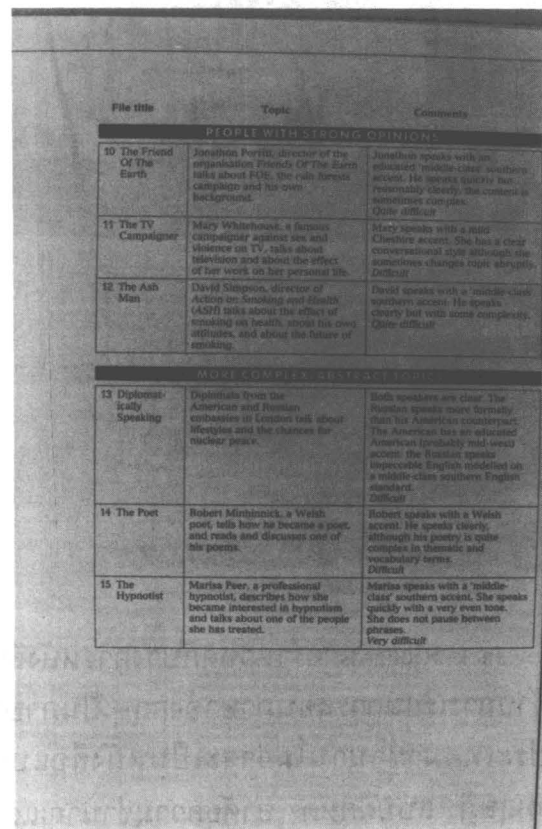 File title Topic Comments
PEOPLE WITH STRONG OPINIONS
10 The Friend
Of The
Earth
Jonathon Porritt, director of the
organisation Friends Of The Earth
talks about FOE, the rain forests
campaign and his own
background.
Jonathon speaks with an
educated 'middle-class' southern
accent. He speaks quickly but
reasonably clearly, the content is
sometimes complex.
Quite difficult
11 The TV
Campaigner
Mary Whitehouse, a famous
campaigner against sex and
violence on TV, talks about
television and about the effect
of her work on her personal life.
Mary speaks with a mild
Cheshire accent. She has a clear
conversational style although she
sometimes changes topic abruptly.
Difficult
12 The Ash
Man
David Simpson, director of
Action on Smoking and Health
(ASH) talks about the effect of
smoking on health, about his own
attitudes, and about the future of
smoking.
David speaks with a 'middle-class'
southern accent. He speaks
clearly but with some complexity.
Quite difficult
MORE COMPLEX, ABSTRACT TOPICS
13 Diplomat-
ically
Speaking
Diplomats from the
American and Russian
embassies in London talk about
lifestyles and the chances for
nuclear peace.
Both speakers are clear. The
Russian speaks more formally
than his American counterpart.
The American has an educated
American (probably mid-west)
accent; the Russian speaks
impeccable English modelled on
a middle-class southern English
standard.
Difficult
14 The Poet
Robert Minhinnick, a Welsh
poet, tells how he became a poet,
and reads and discusses one of
his poems.
Robert speaks with a Welsh
accent. He speaks clearly,
although his poetry is quite
complex in thematic and
vocabulary terms.
Difficult
15 The
Hypnotist
Marisa Peer, a professional
hypnotist, describes how she
became interested in hypnotism
and talks about one of the people
she has treated.
Marisa speaks with a 'middle-
class' southern accent. She speaks
quickly with a very even tone.
She does not pause between
phrases.
Very difficult